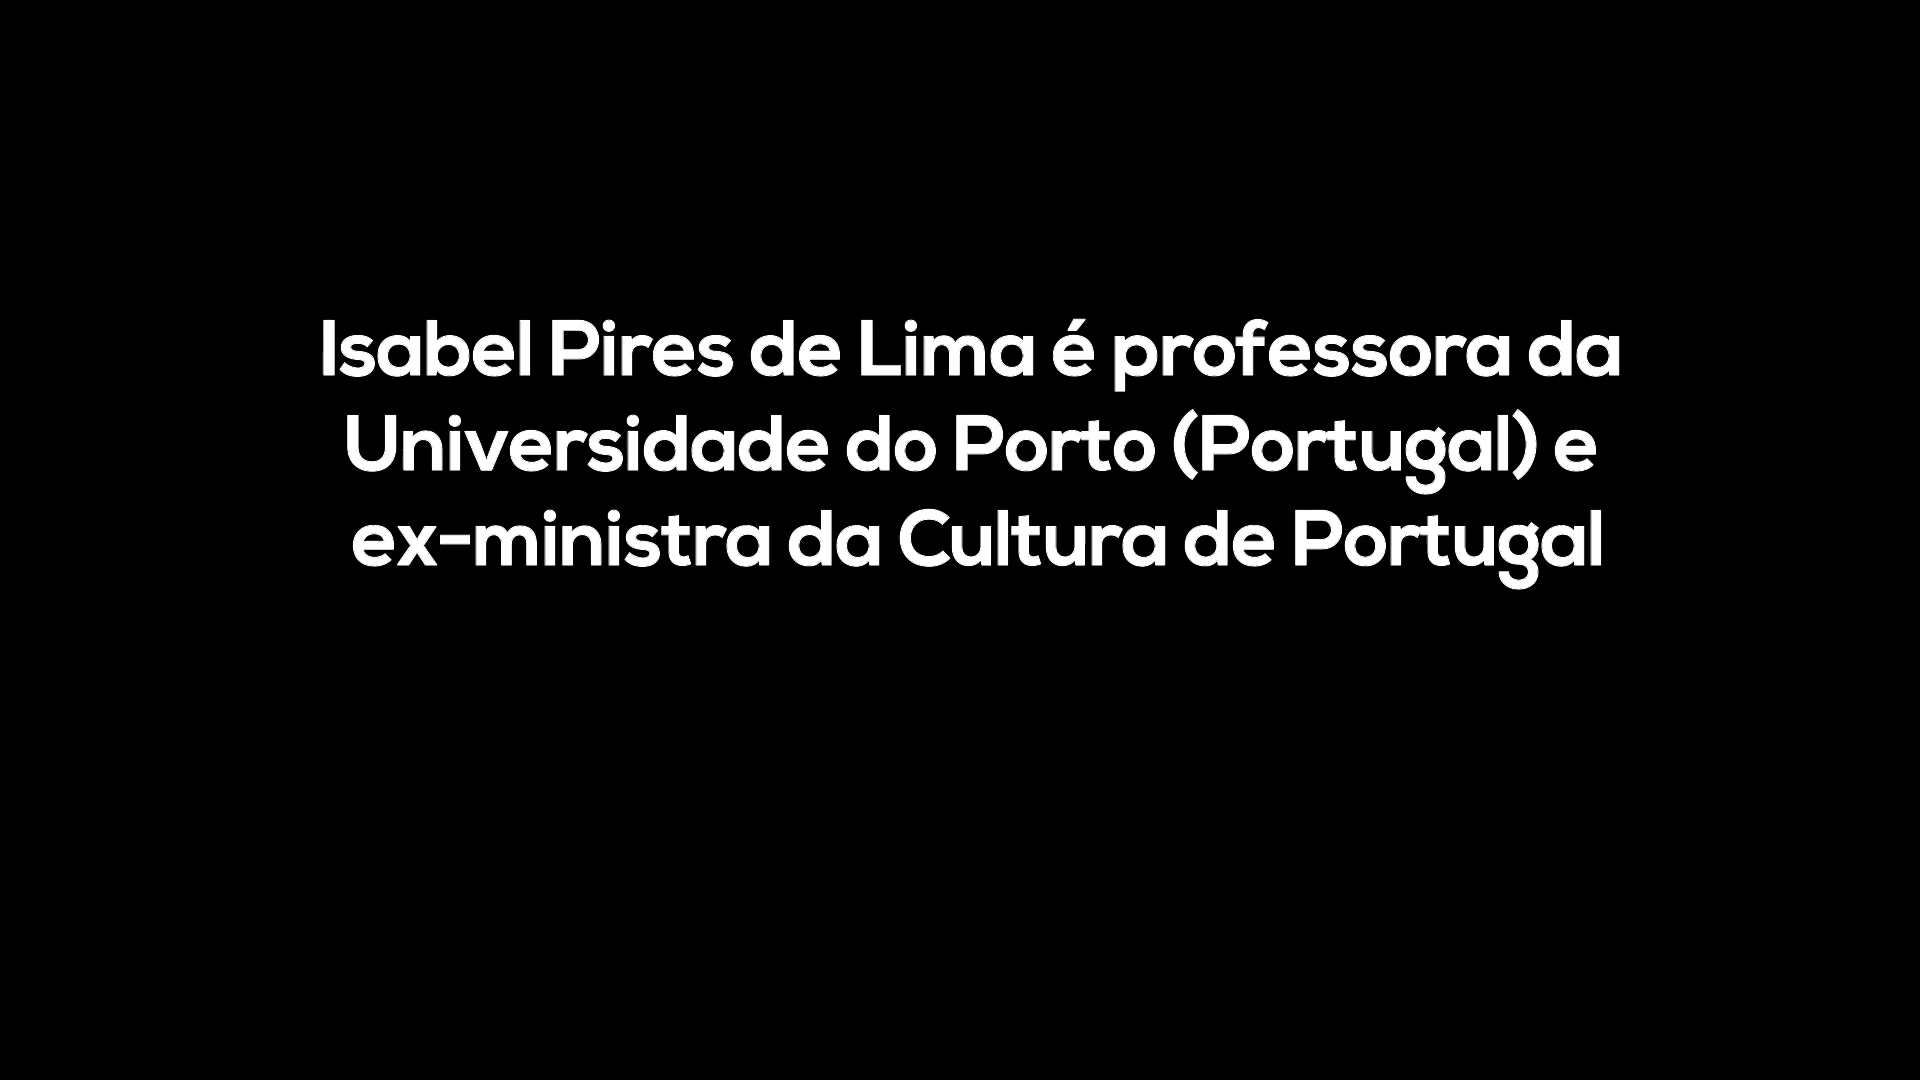 Isabel Pires de Lima é professora da
Universidade do Porto (Portugal) e
ex-ministra da Cultura de Portugal